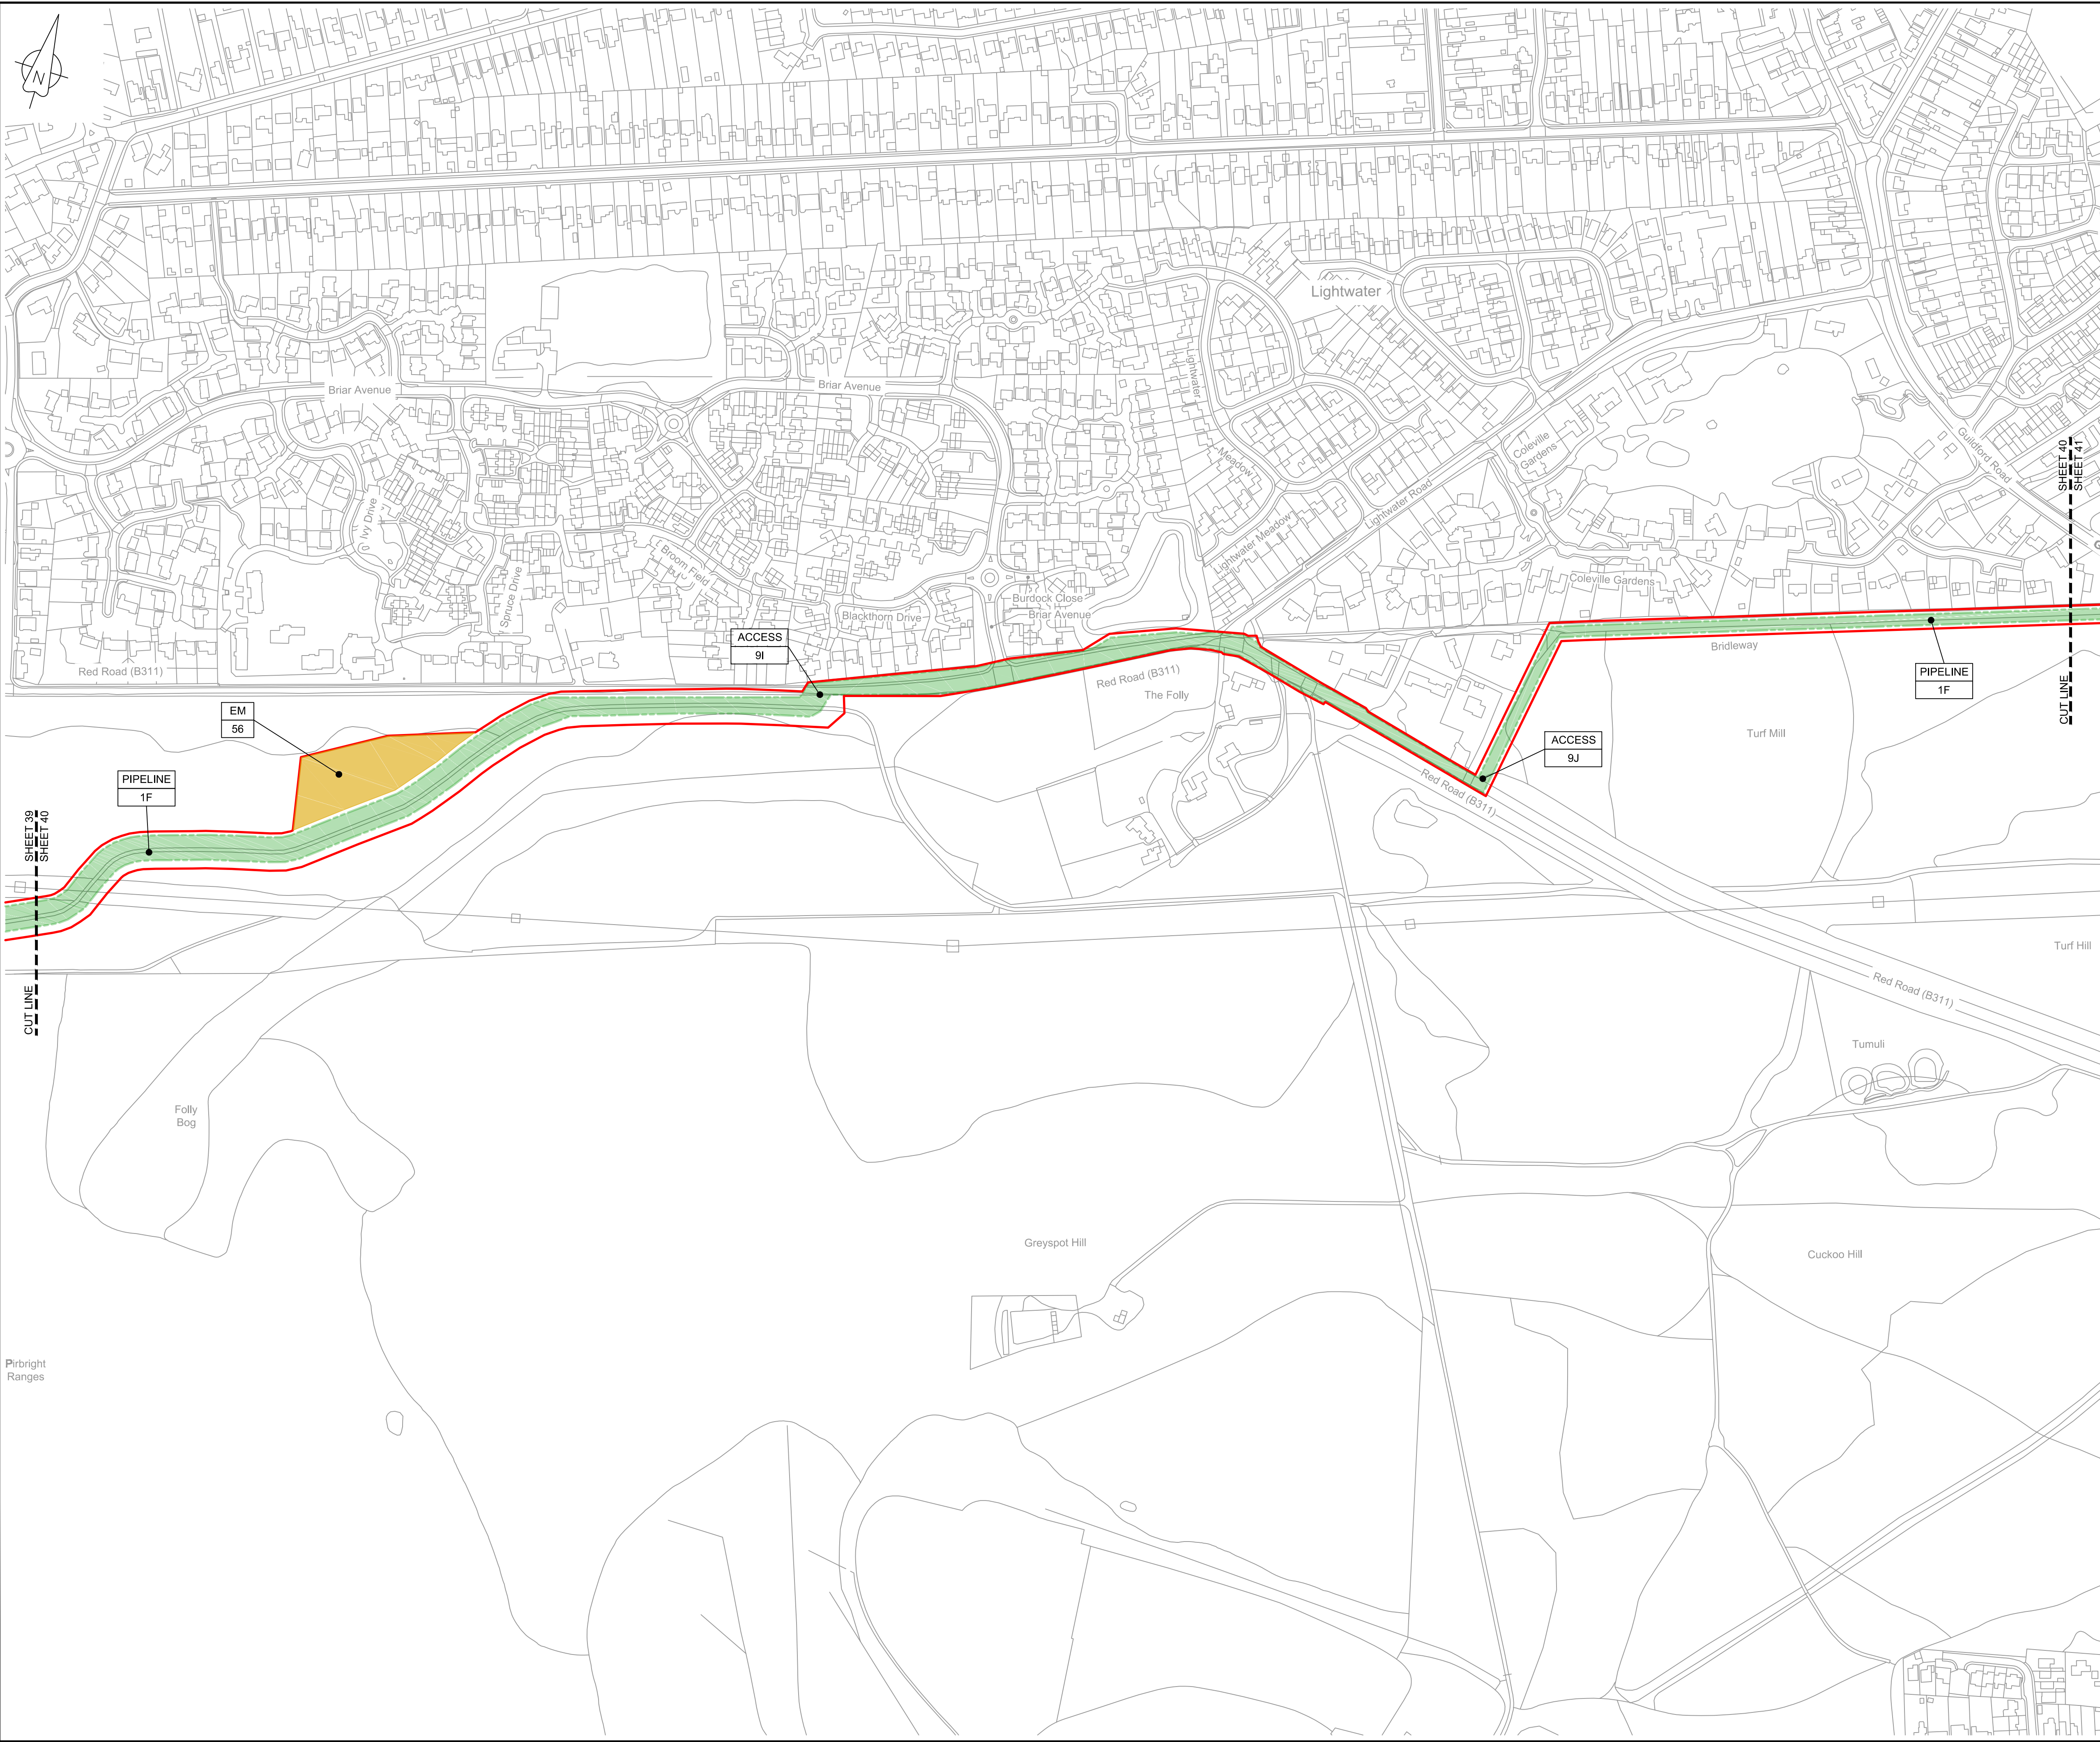 N
Lightwater
Briar Avenue
Briar Avenue
Lightwater
Meadow
Coleville
Gardens
Guildford Road
SHEET 40
SHEET 41
Ivy Drive
Lightwater Road
Lightwater Meadow
Spruce Drive
Broom Field
Coleville Gardens
Burdock Close
Briar Avenue
Blackthorn Drive
ACCESS
9I
Red Road (B311)
Red Road (B311)
The Folly
Bridleway
PIPELINE
1F
CUT LINE
EM
56
Turf Mill
ACCESS
9J
PIPELINE
1F
Red Road (B311)
SHEET 39
SHEET 40
Turf Hill
Red Road (B311)
CUT LINE
Tumuli
Folly
Bog
Greyspot Hill
Cuckoo Hill
Pirbright
Ranges